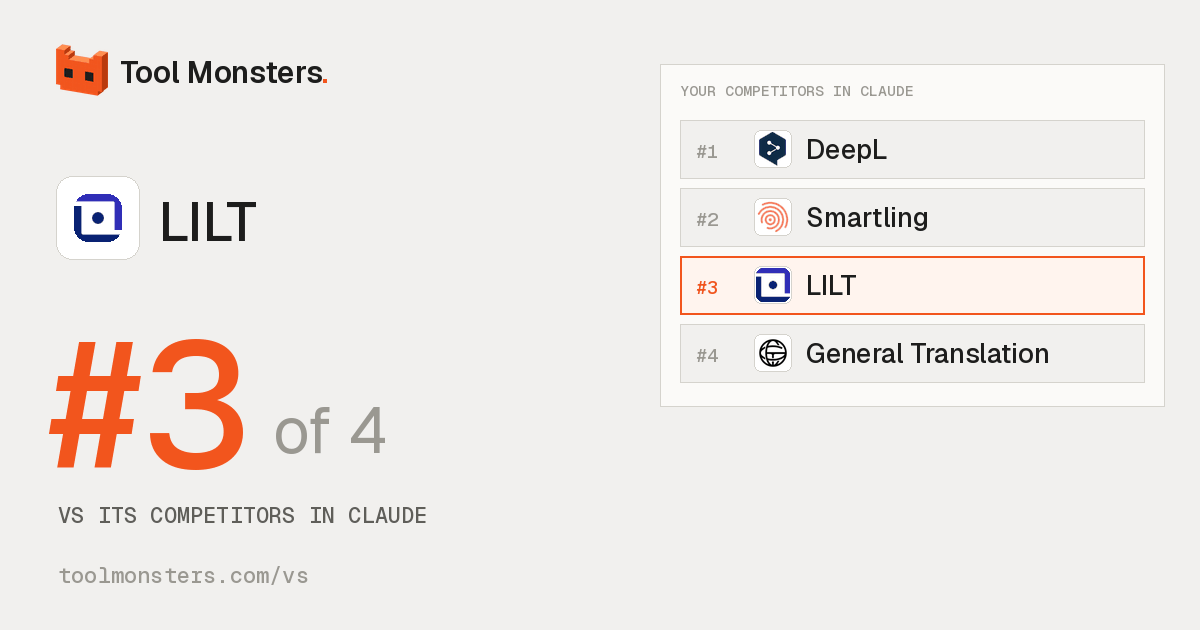 Tool Monsters.
LILT
#3 of 4
VS ITS COMPETITORS IN CLAUDE
toolmonsters.com/vs
YOUR COMPETITORS IN CLAUDE
#1 DeepL
#2 Smartling
#3 LILT
#4 General Translation